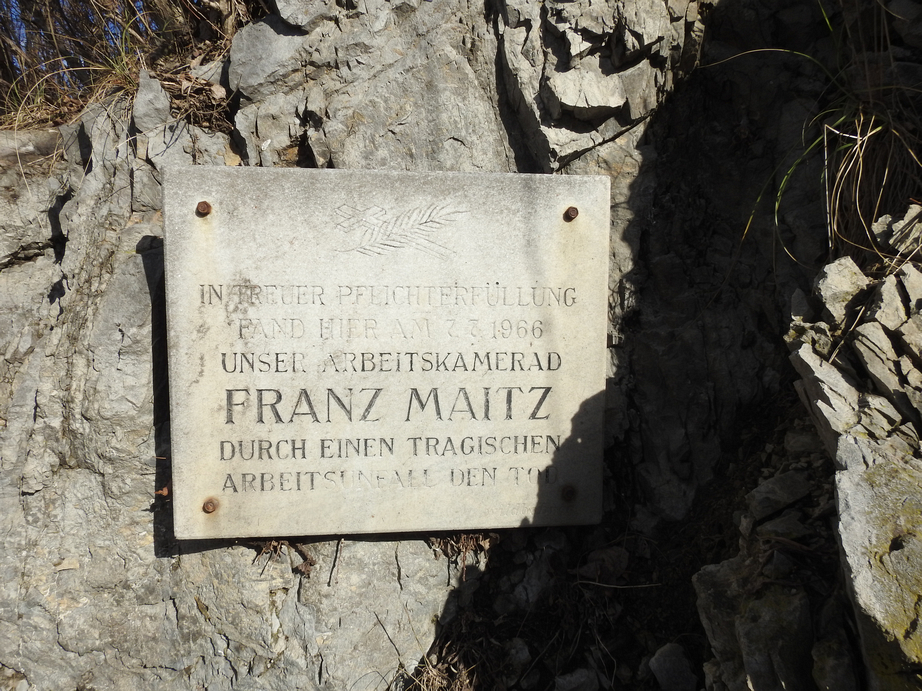 IN TREUER PFLICHTERFÜLLUNG
FAND HIER AM 7.7.1966
UNSER ARBEITSKAMERAD
FRANZ MAITZ
DURCH EINEN TRAGISCHEN
ARBEITSUNFALL DEN TOD